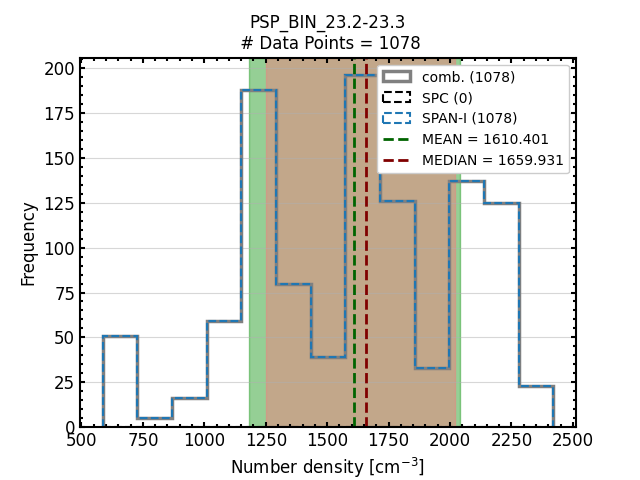 PSP_BIN_23.2-23.3
# Data Points = 1078
200
175
150
125
100
75
50
25
0
Frequency
comb. (1078)
SPC (0)
SPAN-I (1078)
MEAN = 1610.401
MEDIAN = 1659.931
500 750 1000 1250 1500 1750 2000 2250 2500
Number density [cm⁻³]